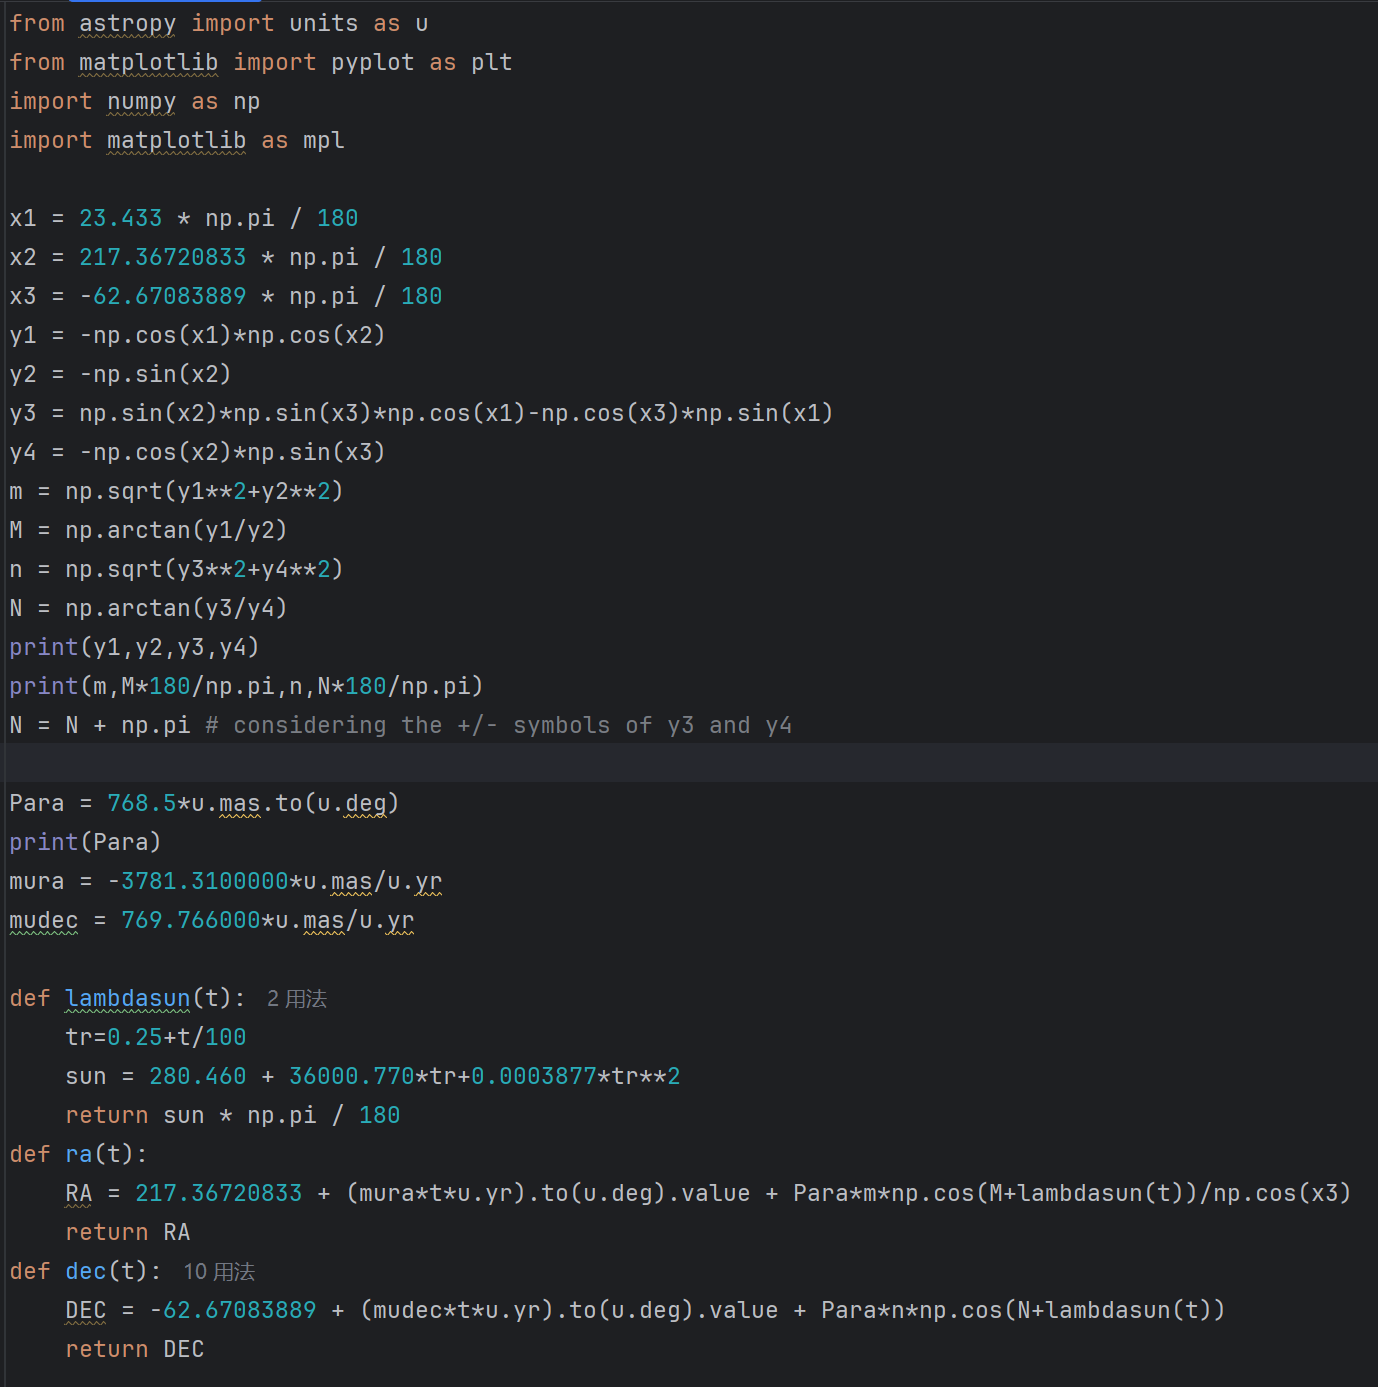 from astropy import units as u
from matplotlib import pyplot as plt
import numpy as np
import matplotlib as mpl
x1 = 23.433 * np.pi / 180
x2 = 217.36720833 * np.pi / 180
x3 = -62.67083889 * np.pi / 180
y1 = -np.cos(x1)*np.cos(x2)
y2 = -np.sin(x2)
y3 = np.sin(x2)*np.sin(x3)*np.cos(x1)-np.cos(x3)*np.sin(x1)
y4 = -np.cos(x2)*np.sin(x3)
m = np.sqrt(y1**2+y2**2)
M = np.arctan(y1/y2)
n = np.sqrt(y3**2+y4**2)
N = np.arctan(y3/y4)
print(y1,y2,y3,y4)
print(m,M*180/np.pi,n,N*180/np.pi)
N = N + np.pi # considering the +/- symbols of y3 and y4
Para = 768.5*u.mas.to(u.deg)
print(Para)
mura = -3781.3100000*u.mas/u.yr
mudec = 769.766000*u.mas/u.yr
def lambdasun(t): 2 用法
    tr=0.25+t/100
    sun = 280.460 + 36000.770*tr+0.0003877*tr**2
    return sun * np.pi / 180
def ra(t):
    RA = 217.36720833 + (mura*t*u.yr).to(u.deg).value + Para*m*np.cos(M+lambdasun(t))/np.cos(x3)
    return RA
def dec(t): 10 用法
    DEC = -62.67083889 + (mudec*t*u.yr).to(u.deg).value + Para*n*np.cos(N+lambdasun(t))
    return DEC